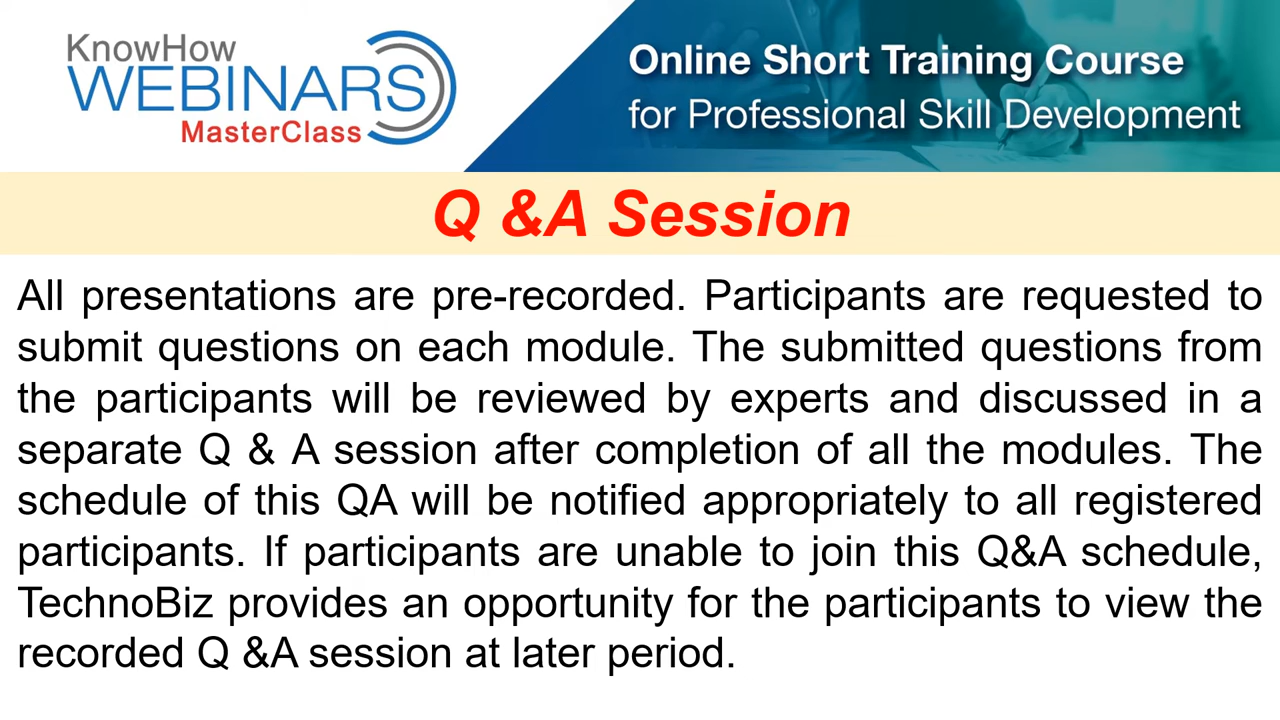 KnowHow
WEBINARS
MasterClass
Online Short Training Course
for Professional Skill Development
Q &A Session
All presentations are pre-recorded. Participants are requested to
submit questions on each module. The submitted questions from
the participants will be reviewed by experts and discussed in a
separate Q & A session after completion of all the modules. The
schedule of this QA will be notified appropriately to all registered
participants. If participants are unable to join this Q&A schedule,
TechnoBiz provides an opportunity for the participants to view the
recorded Q &A session at later period.